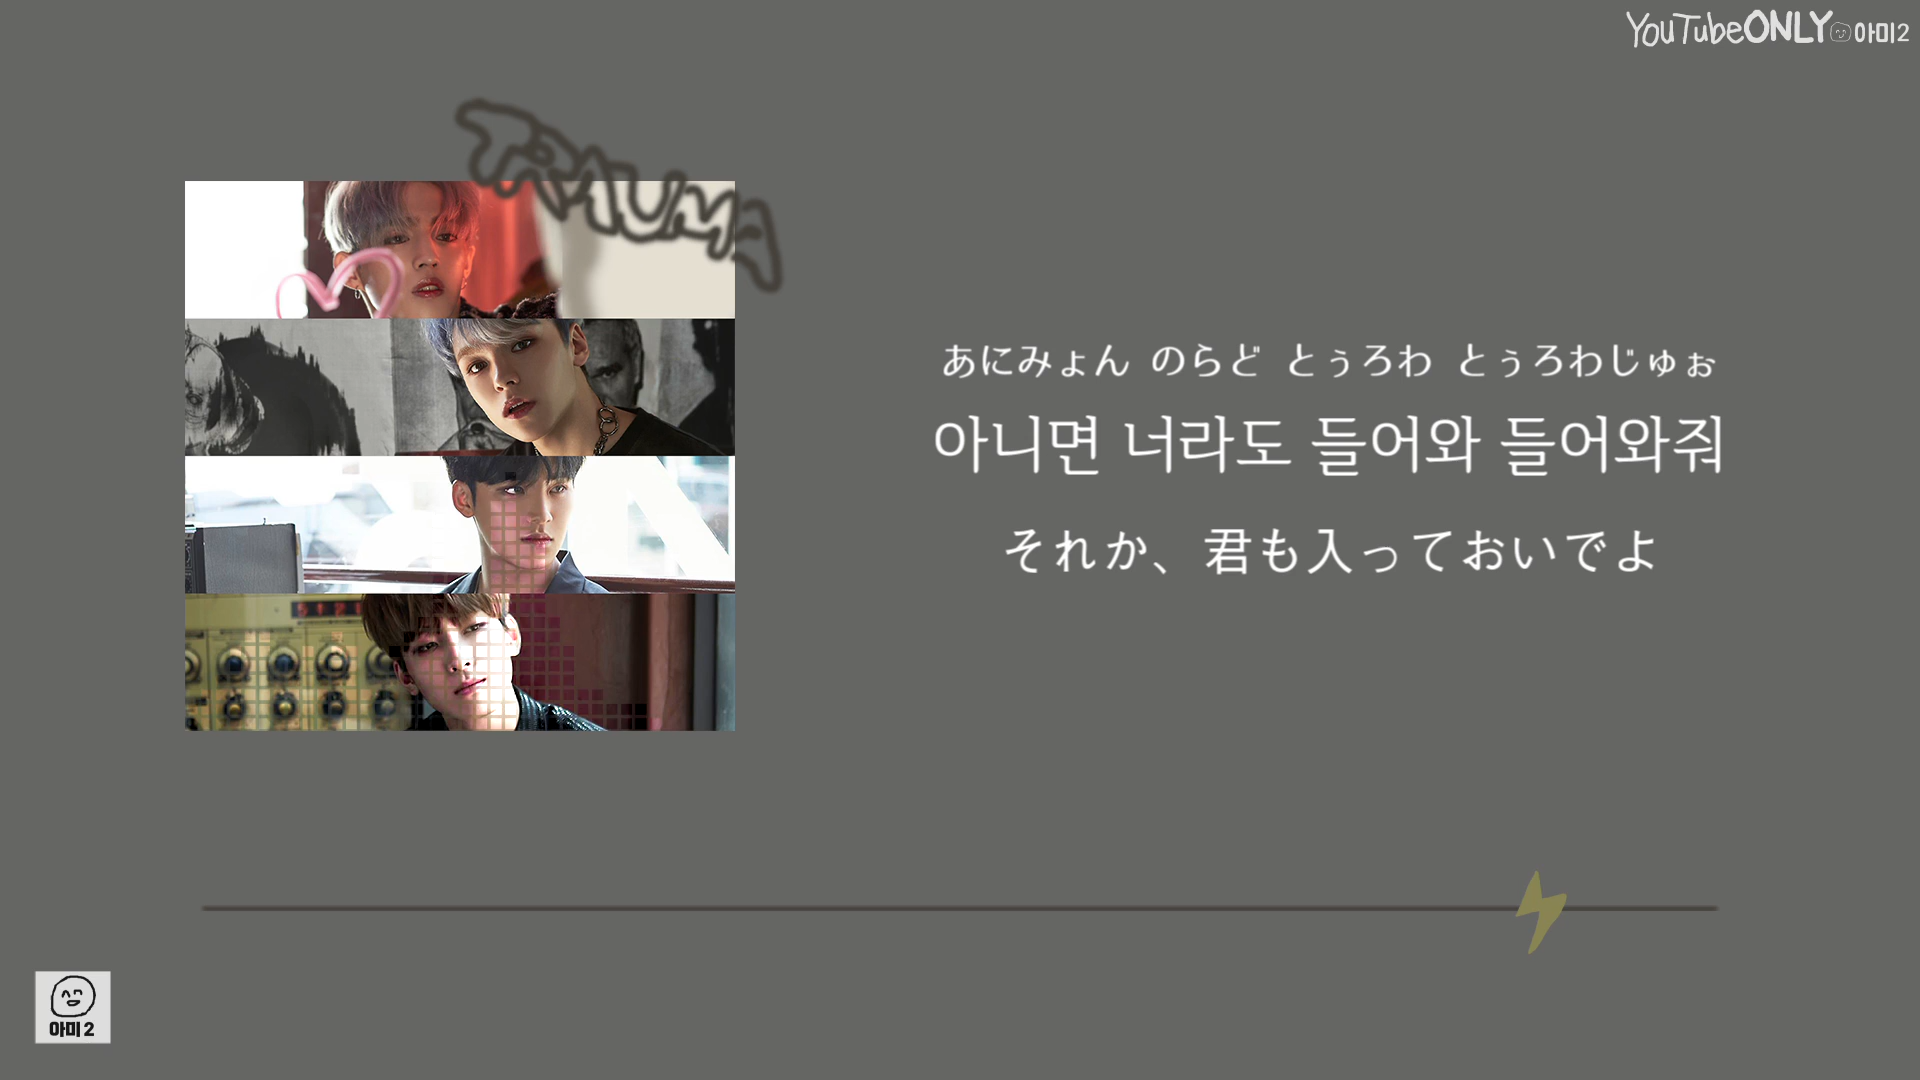 YouTubeONLY 아미2
TRAUMA
あにみょん のらど とぅろわ とぅろわじゅぉ
아니면 너라도 들어와 들어와줘
それか、君も入っておいでよ
아미2